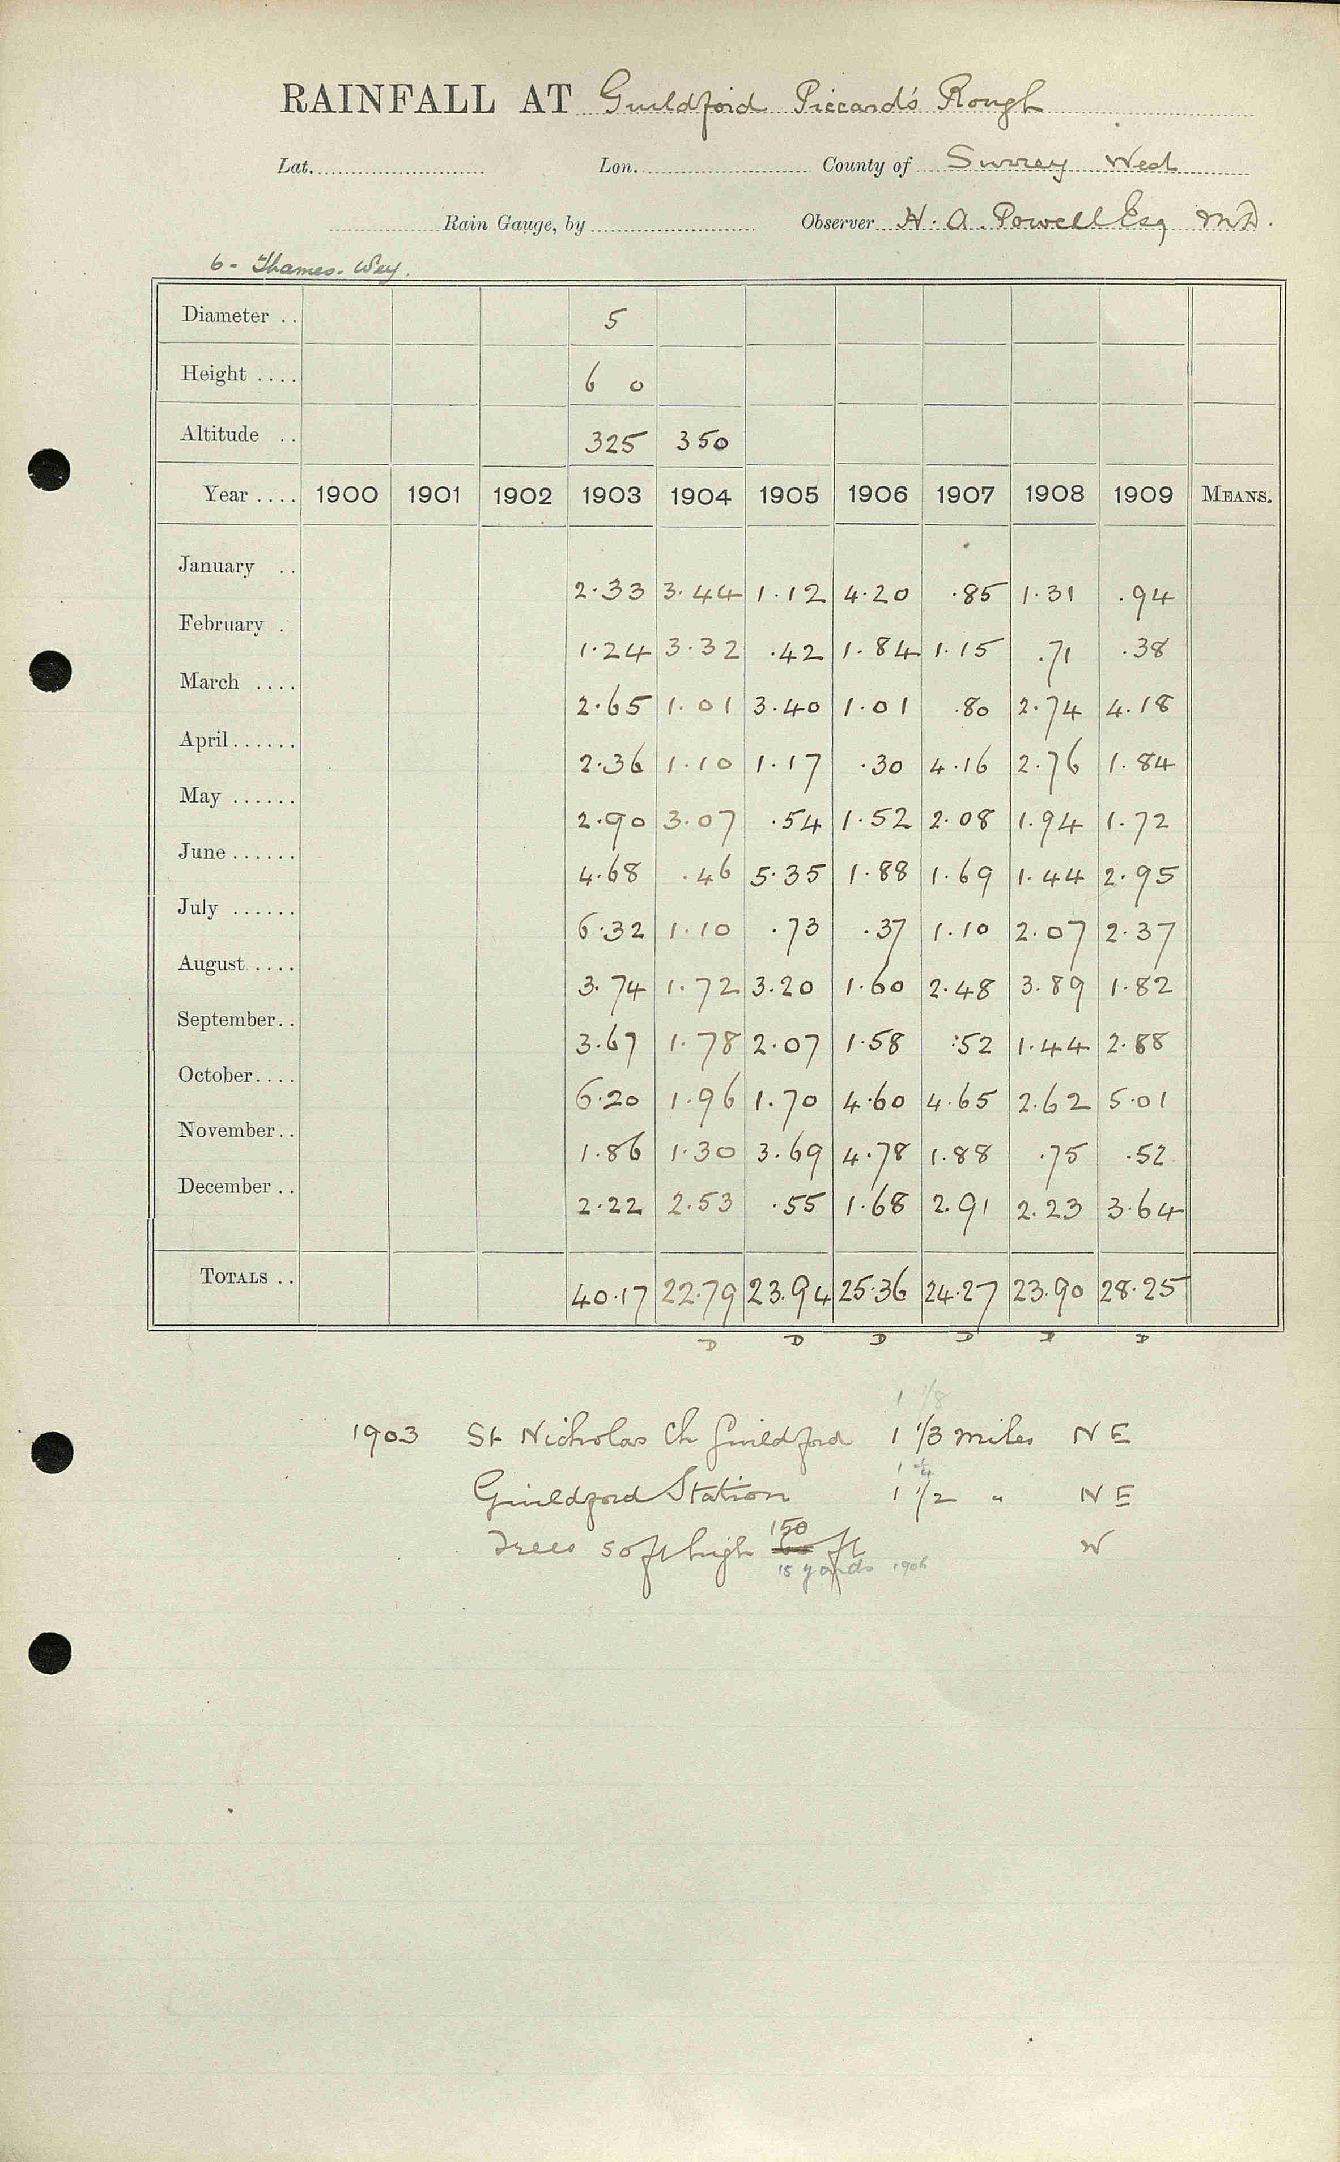 RAINFALL AT Guildford Piccard's Rough
Lat. Lon. County of Surrey West
Rain Gauge, by Observer H. A. Powell Esq M.D.
6 - Thames. Wey.
Diameter .. 5
Height .... 6 0
Altitude .. 325 350
Year .... 1900 1901 1902 1903 1904 1905 1906 1907 1908 1909 MEANS.
January .. 2.33 3.44 1.12 4.20 .85 1.31 .94
February . 1.24 3.32 .42 1.84 1.15 .71 .38
March .... 2.65 1.01 3.40 1.01 .80 2.74 4.18
April...... 2.36 1.10 1.17 .30 4.16 2.76 1.84
May ...... 2.90 3.07 .54 1.52 2.08 1.94 1.72
June...... 4.68 .46 5.35 1.88 1.69 1.44 2.95
July ...... 6.32 1.10 .73 .37 1.10 2.07 2.37
August..... 3.74 1.72 3.20 1.60 2.48 3.89 1.82
September.. 3.67 1.78 2.07 1.58 .52 1.44 2.88
October.... 6.20 1.96 1.70 4.60 4.65 2.62 5.01
November.. 1.86 1.30 3.69 4.78 1.88 .75 .52
December .. 2.22 2.53 .55 1.68 2.91 2.23 3.64
TOTALS .. 40.17 22.79 23.94 25.36 24.27 23.90 28.25
D D D D D D
1 1/8
1903 St Nicholas Ch Guildford 1 1/3 miles NE
1 1/4
Guildford Station 1 1/2 " NE
150
Trees 50 ft high 60 ft W
15 yards 1906